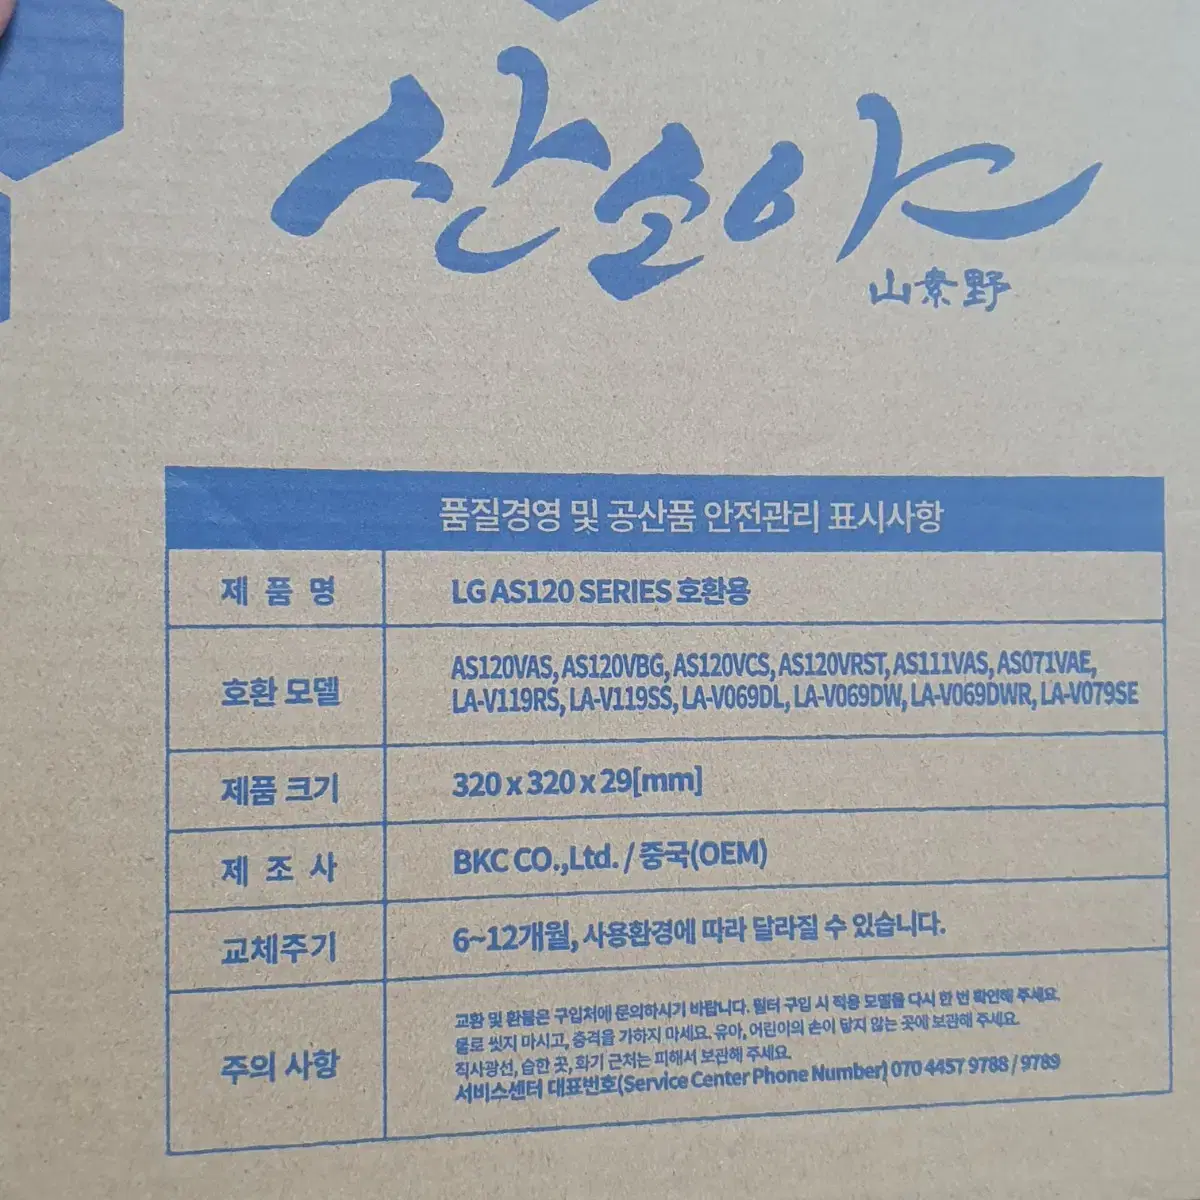 산소야
山素野
품질경영 및 공산품 안전관리 표시사항
제 품 명
LG AS120 SERIES 호환용
호환 모델
AS120VAS, AS120VBG, AS120VCS, AS120VRST, AS111VAS, AS071VAE,
LA-V119RS, LA-V119SS, LA-V069DL, LA-V069DW, LA-V069DWR, LA-V079SE
제품 크기
320 x 320 x 29[mm]
제 조 사
BKC CO.,Ltd. / 중국(OEM)
교체주기
6~12개월, 사용환경에 따라 달라질 수 있습니다.
주의 사항
교환 및 환불은 구입처에 문의하시기 바랍니다. 필터 구입 시 적용 모델을 다시 한 번 확인해 주세요.
물로 씻지 마시고, 충격을 가하지 마세요. 유아, 어린이의 손이 닿지 않는 곳에 보관해 주세요.
직사광선, 습한 곳, 화기 근처는 피해서 보관해 주세요.
서비스센터 대표번호(Service Center Phone Number) 070 4457 9788 / 9789